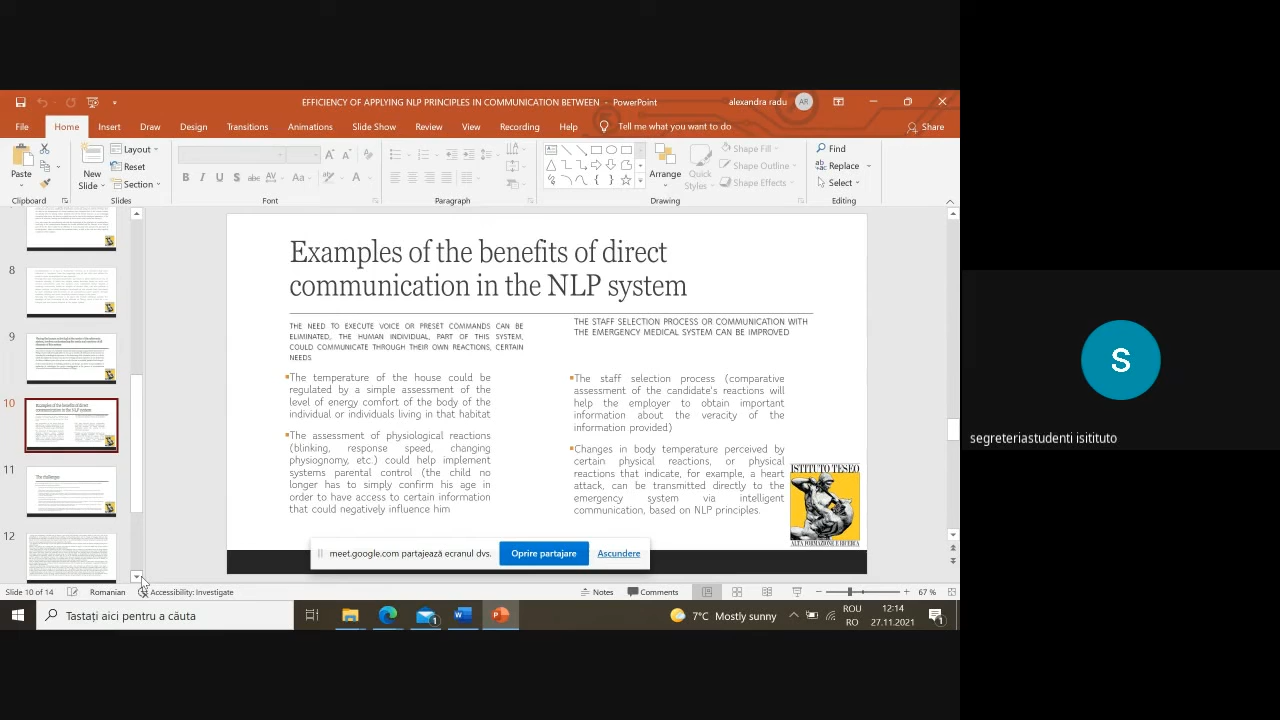 EFFICIENCY OF APPLYING NLP PRINCIPLES IN COMMUNICATION BETWEEN - PowerPoint
alexandra radu AR
File Home Insert Draw Design Transitions Animations Slide Show Review View Recording Help Tell me what you want to do Share
Paste
New Slide
Layout
Reset
Section
B I U S abc AV Aa A
Arrange
Quick Styles
Shape Fill
Shape Outline
Shape Effects
Find
Replace
Select
Clipboard Slides Font Paragraph Drawing Editing
8
9
10
11
The challenges
12
Examples of the benefits of direct
communication in the NLP system
THE NEED TO EXECUTE VOICE OR PRESET COMMANDS CAN BE
ELIMINATED. THE HUMAN INDIVIDUAL, PART OF THIS SYSTEM,
COULD COMMUNICATE THROUGH THEIR OWN REACTIONS, CERTAIN
NEEDS
The temperature of the house could be
regulated by a simple assessment of the
level of energy comfort of the body of the
individual or individuals living in that habitat
The assessment of physiological reactions
(blinking, response speed, changing
physiognomy, etc.) could help implement
systems parental control (the child no
longer has to simply confirm his age in
order to have access to certain information
that could negatively influence him
THE STAFF SELECTION PROCESS OR COMMUNICATION WITH
THE EMERGENCY MEDICAL SYSTEM CAN BE IMPROVED
The staff selection process (comparative
assessment of the candidate's reactions will
help the employer to obtain important
information about the veracity of the
information provided)
Changes in body temperature perceived by
certain physical reactions, or physical
reactions that indicate, for example, a heart
attack, can be transmitted directly to the
emergency system via intelligent
communication, based on NLP principles.
ISTITUTO TESEO
ALTA FORMAZIONE E RICERCA
meet.google.com partajează ecranul dvs.
Oprire partajare
Ascundere
Slide 10 of 14 Romanian Accessibility: Investigate Notes Comments 67 %
Tastați aici pentru a căuta
1
7°C Mostly sunny
ROU
RO
12:14
27.11.2021
1
S
segreteriastudenti isitituto